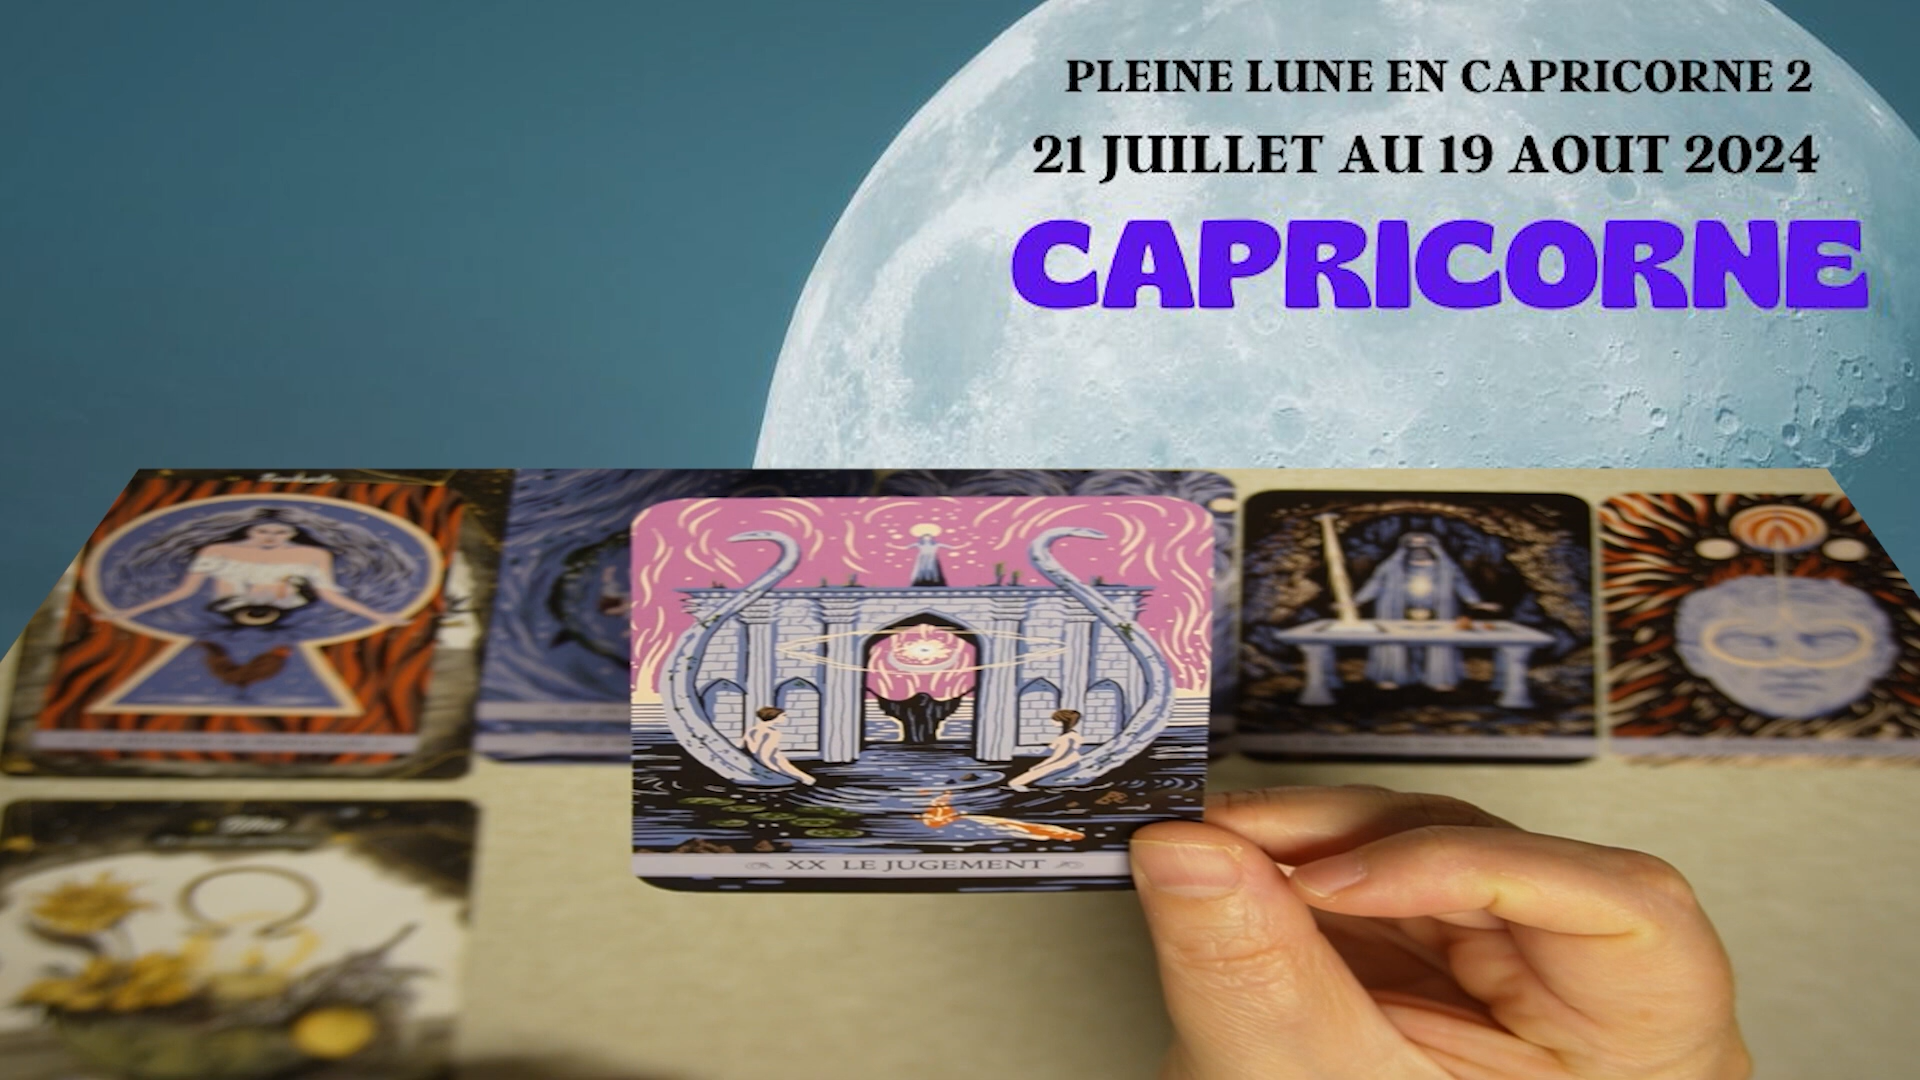 PLEINE LUNE EN CAPRICORNE 2
21 JUILLET AU 19 AOUT 2024
CAPRICORNE
XX LE JUGEMENT